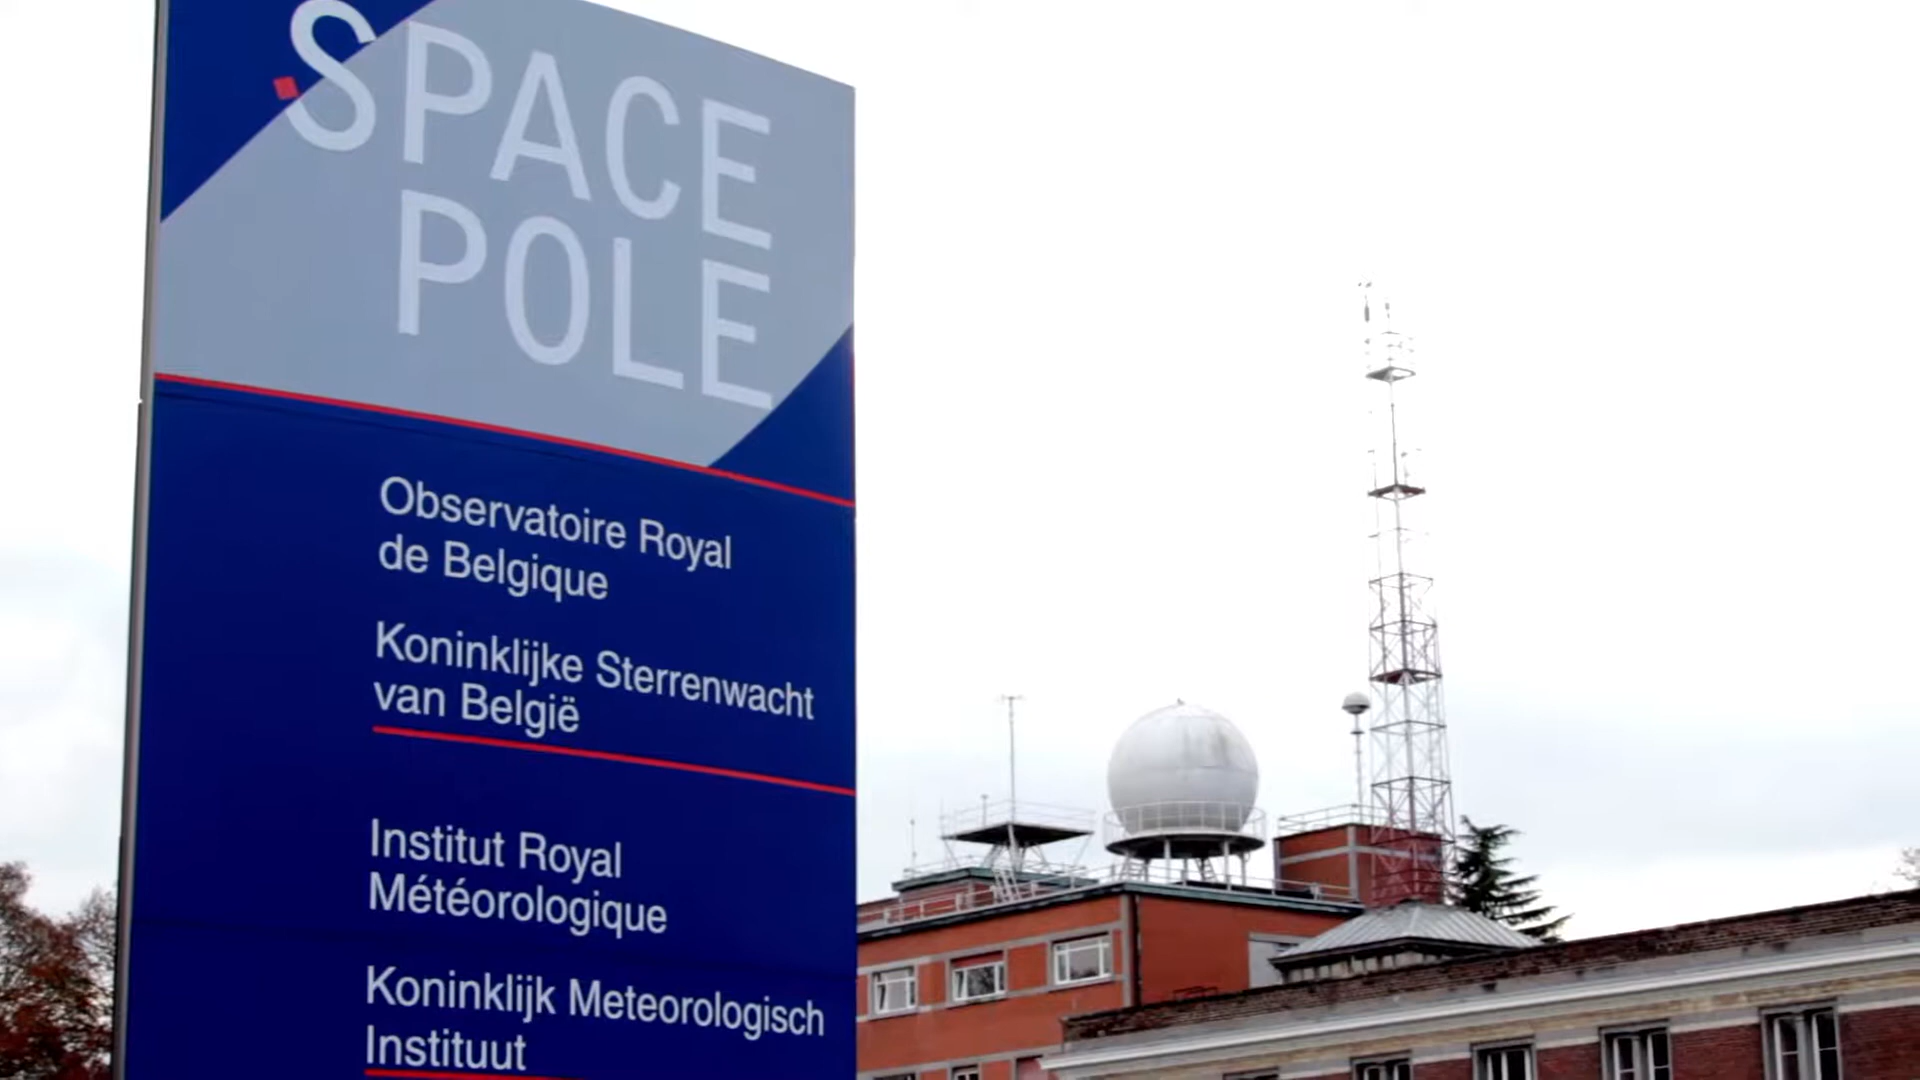 SPACE
POLE
Observatoire Royal
de Belgique
Koninklijke Sterrenwacht
van België
Institut Royal
Météorologique
Koninklijk Meteorologisch
Instituut